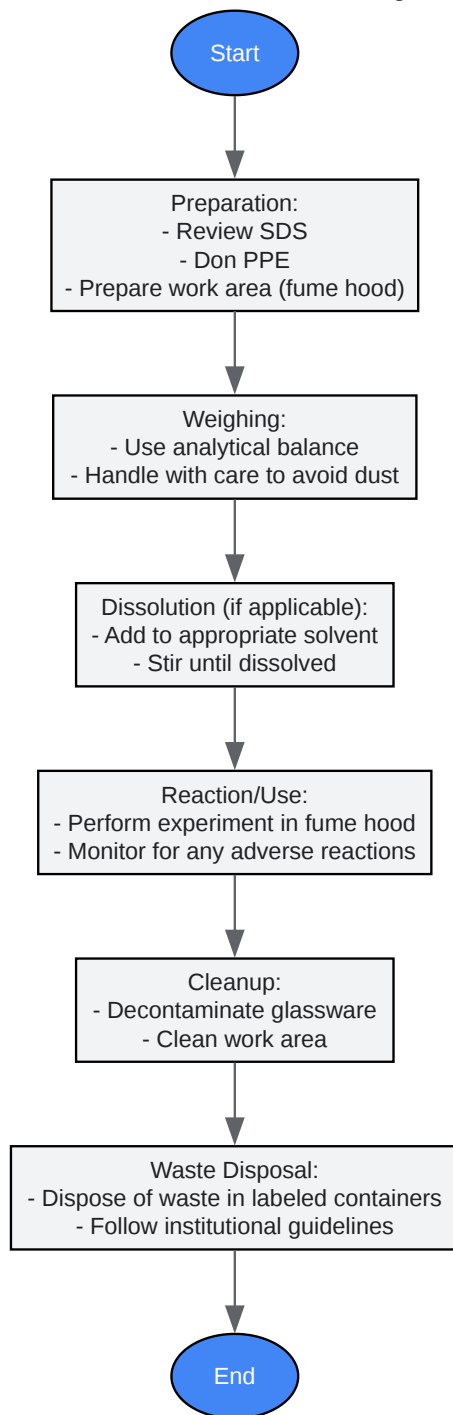 Start
Preparation:
- Review SDS
- Don PPE
- Prepare work area (fume hood)
Weighing:
- Use analytical balance
- Handle with care to avoid dust
Dissolution (if applicable):
- Add to appropriate solvent
- Stir until dissolved
Reaction/Use:
- Perform experiment in fume hood
- Monitor for any adverse reactions
Cleanup:
- Decontaminate glassware
- Clean work area
Waste Disposal:
- Dispose of waste in labeled containers
- Follow institutional guidelines
End